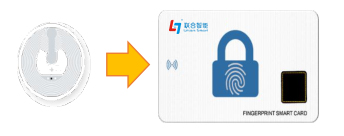 联合智能
FINGERPRINT SMART CARD